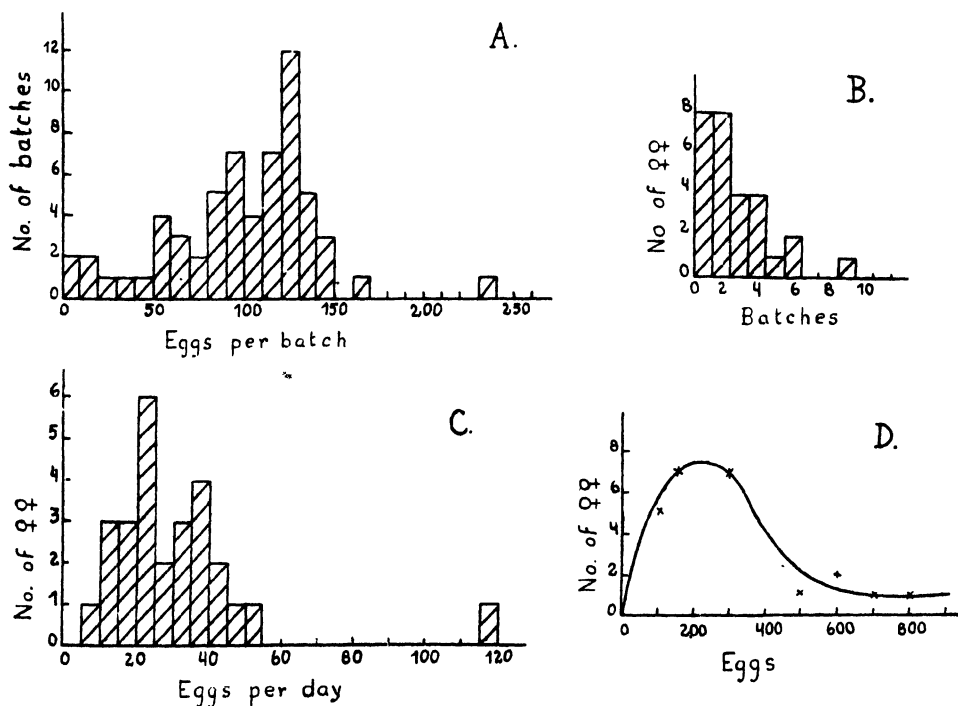 A.
No. of batches
12
10
8
6
4
2
0
0 50 100 150 200 250
Eggs per batch
B.
No of ♀♀
8
6
4
2
0
0 2 4 6 8 10
Batches
C.
No. of ♀♀
6
5
4
3
2
1
0
0 20 40 60 80 100 120
Eggs per day
D.
No. of ♀♀
8
6
4
2
0
0 200 400 600 800
Eggs